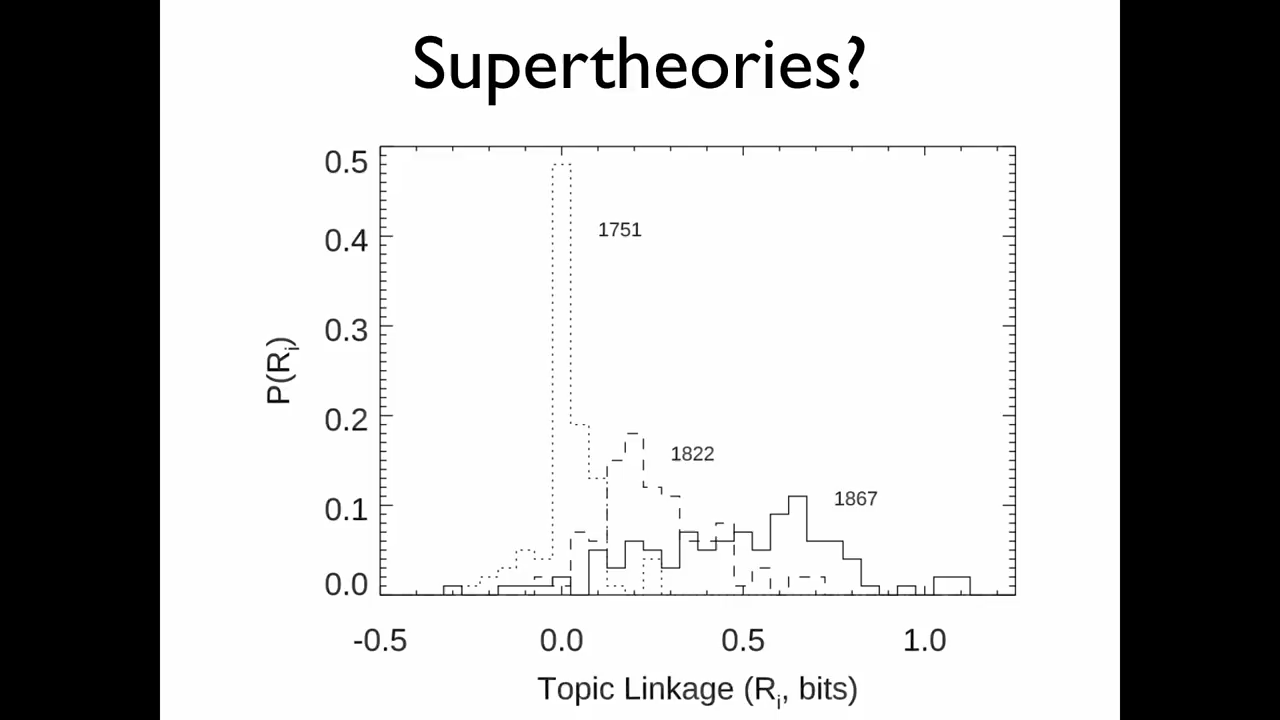 Supertheories?
0.5
0.4
0.3
0.2
0.1
0.0
P(Ri)
1751
1822
1867
-0.5 0.0 0.5 1.0
Topic Linkage (Ri, bits)